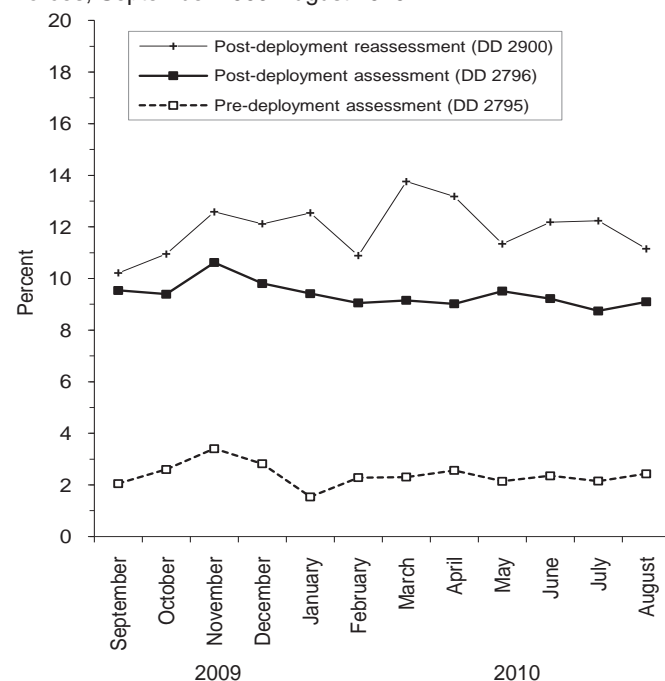 20
18
16
14
12
10
8
6
4
2
0
Percent
Post-deployment reassessment (DD 2900)
Post-deployment assessment (DD 2796)
Pre-deployment assessment (DD 2795)
September
October
November
December
January
February
March
April
May
June
July
August
2009
2010